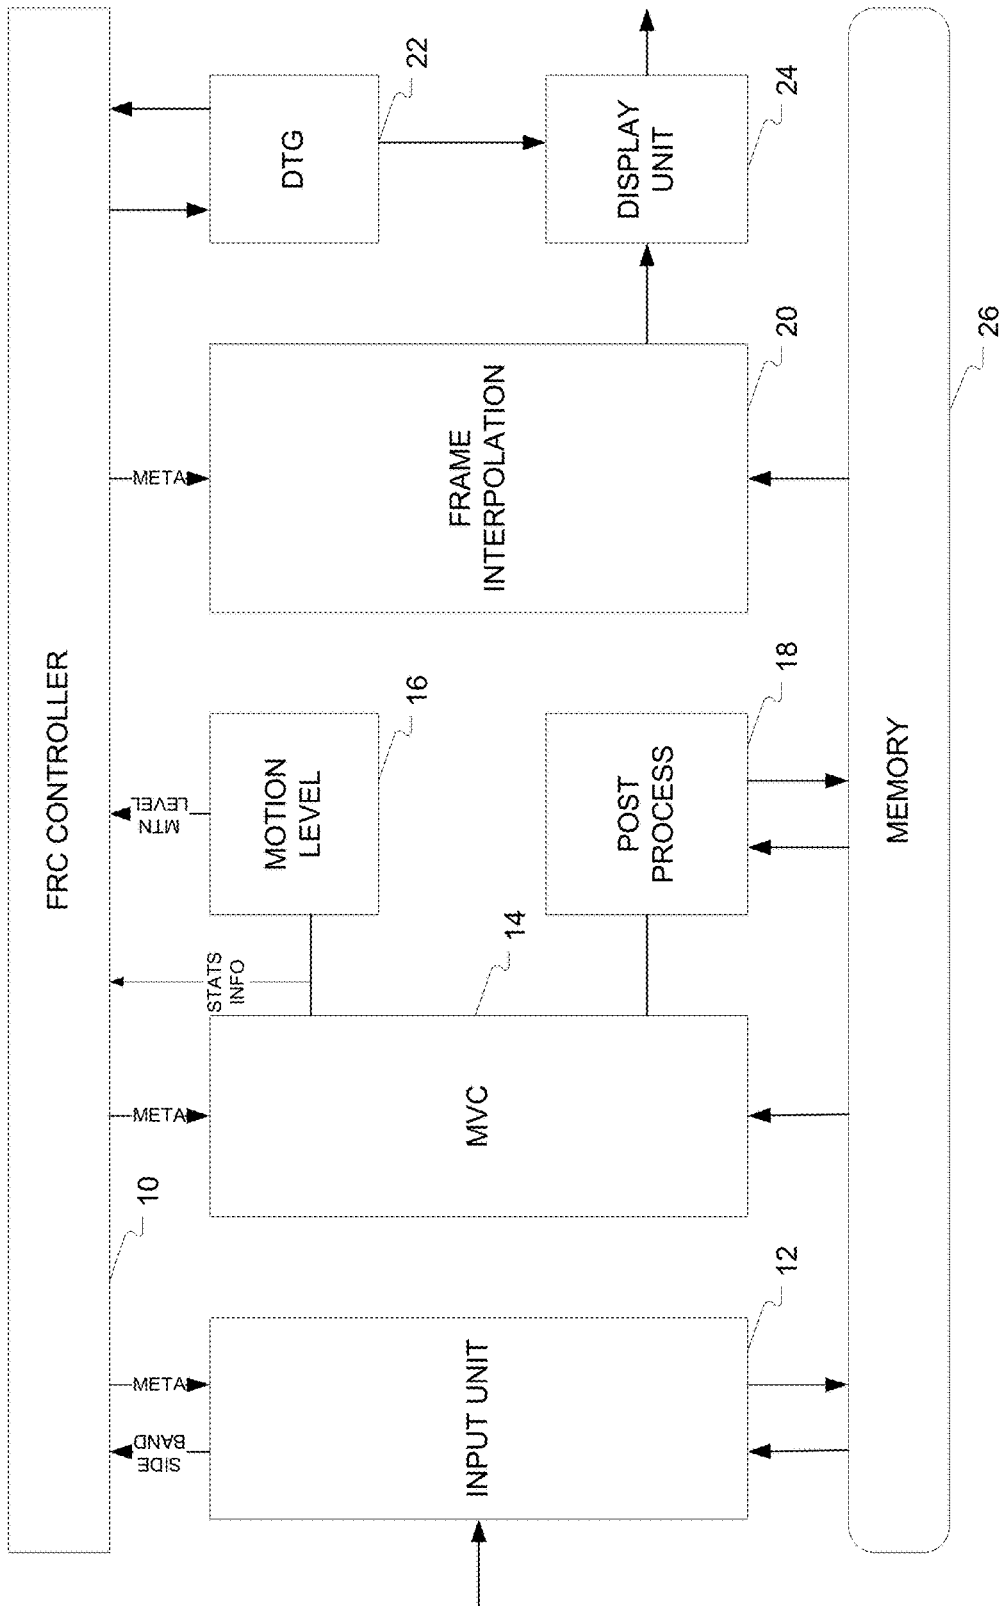 FRC CONTROLLER
10
SIDE
BAND
META
META
STATS
INFO
MTN
LEVEL
META
INPUT UNIT
12
MVC
14
MOTION
LEVEL
16
POST
PROCESS
18
FRAME
INTERPOLATION
20
DTG
22
DISPLAY
UNIT
24
MEMORY
26